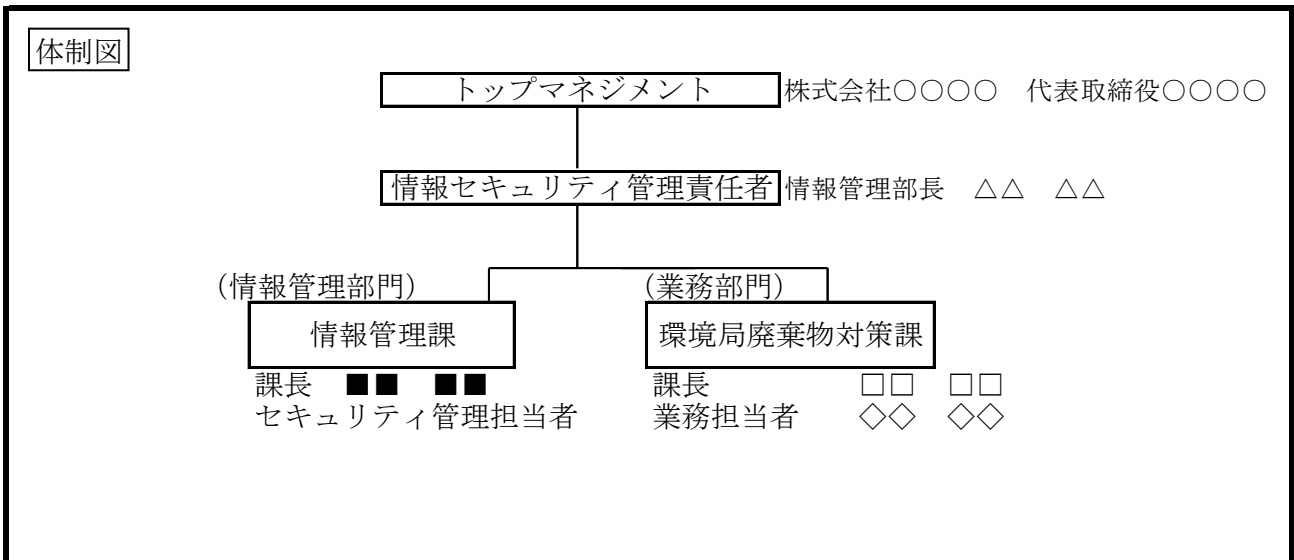 体制図
トップマネジメント 株式会社○○○○ 代表取締役○○○○
情報セキュリティ管理責任者 情報管理部長 △△ △△
(情報管理部門) (業務部門)
情報管理課 環境局廃棄物対策課
課長 ■■ ■■ 課長 □□ □□
セキュリティ管理担当者 業務担当者 ◇◇ ◇◇